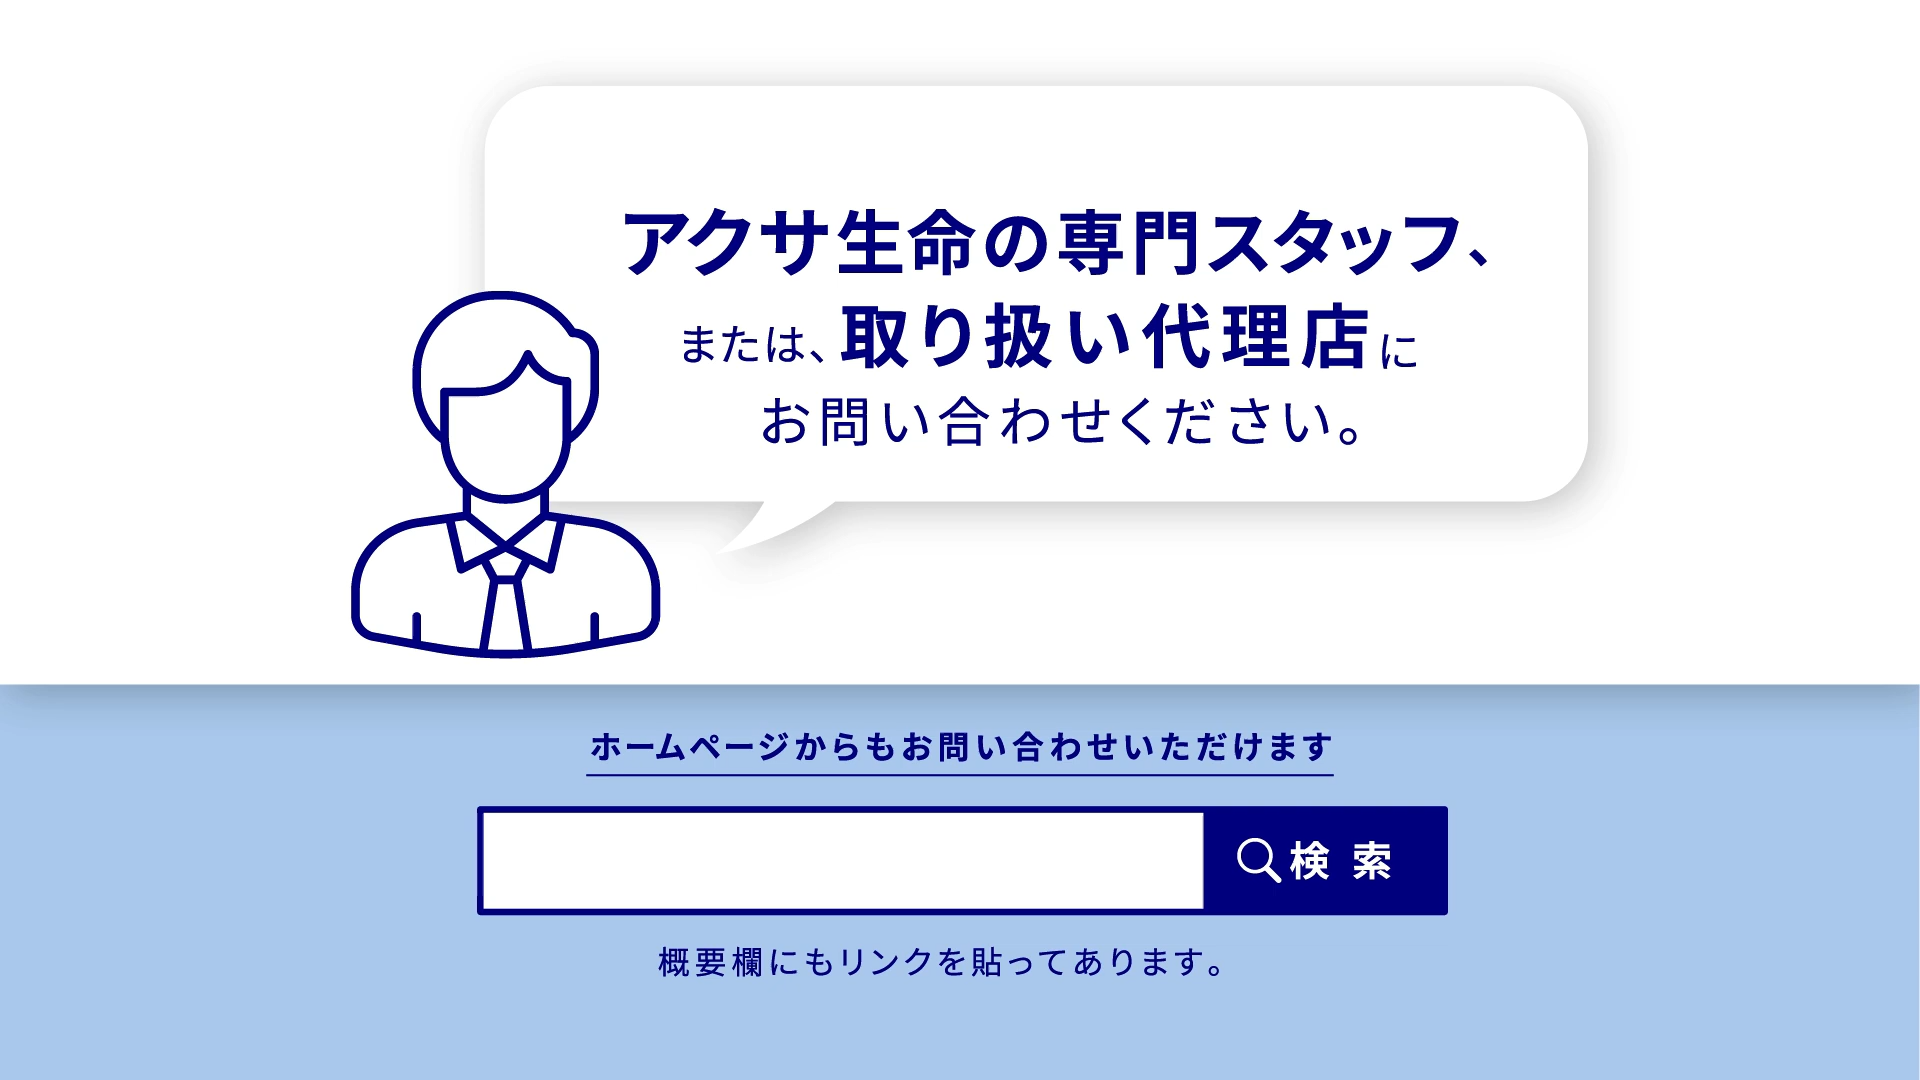 アクサ生命の専門スタッフ、
または、取り扱い代理店に
お問い合わせください。
ホームページからもお問い合わせいただけます
検索
概要欄にもリンクを貼ってあります。